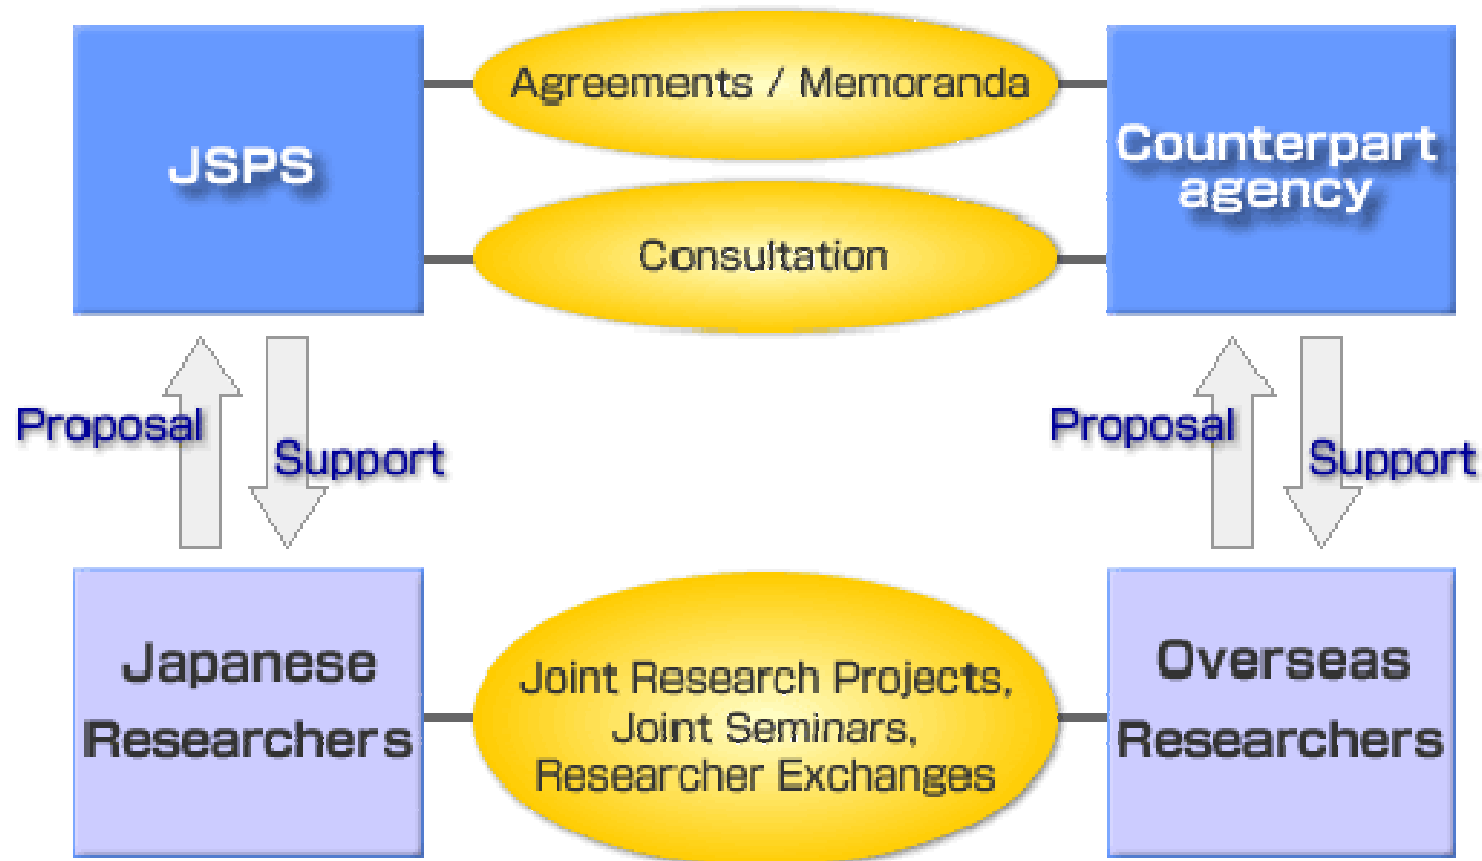 Agreements / Memoranda
JSPS
Counterpart
agency
Consultation
Proposal
Support
Proposal
Support
Japanese
Researchers
Joint Research Projects,
Joint Seminars,
Researcher Exchanges
Overseas
Researchers